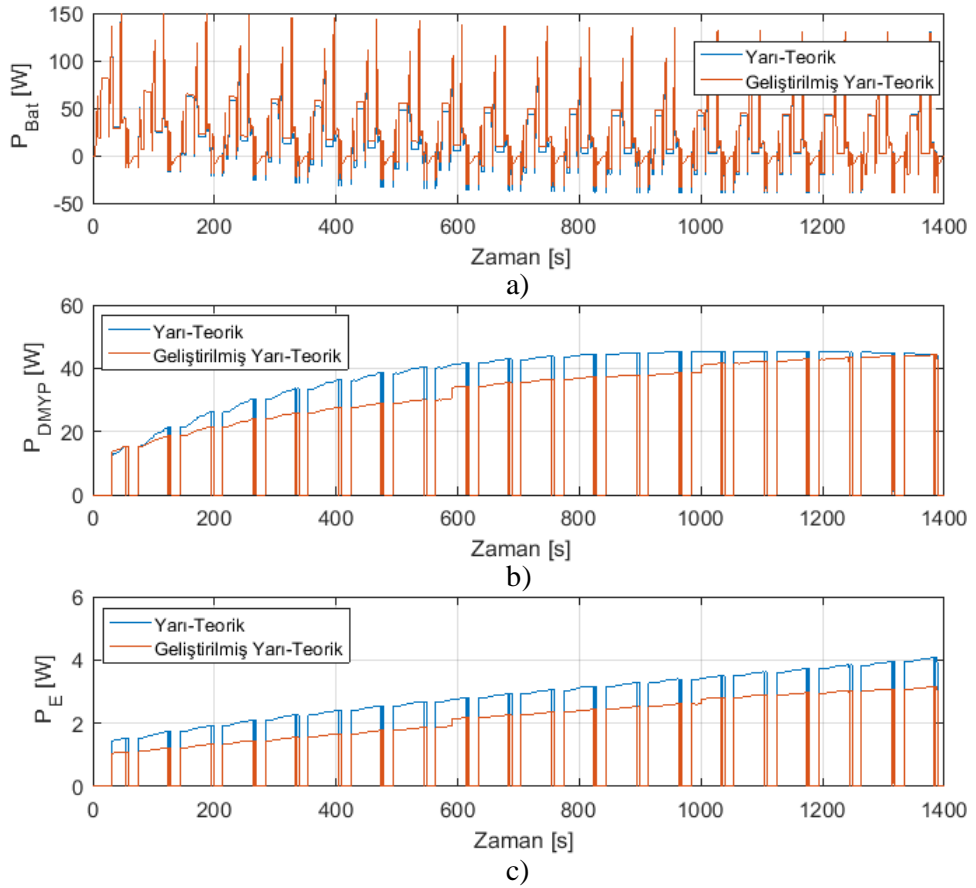 150
100
50
0
-50
P_Bat [W]
Yarı-Teorik
Geliştirilmiş Yarı-Teorik
0 200 400 600 800 1000 1200 1400
Zaman [s]
a)
60
40
20
0
P_DMYP [W]
Yarı-Teorik
Geliştirilmiş Yarı-Teorik
0 200 400 600 800 1000 1200 1400
Zaman [s]
b)
6
4
2
0
P_E [W]
Yarı-Teorik
Geliştirilmiş Yarı-Teorik
0 200 400 600 800 1000 1200 1400
Zaman [s]
c)